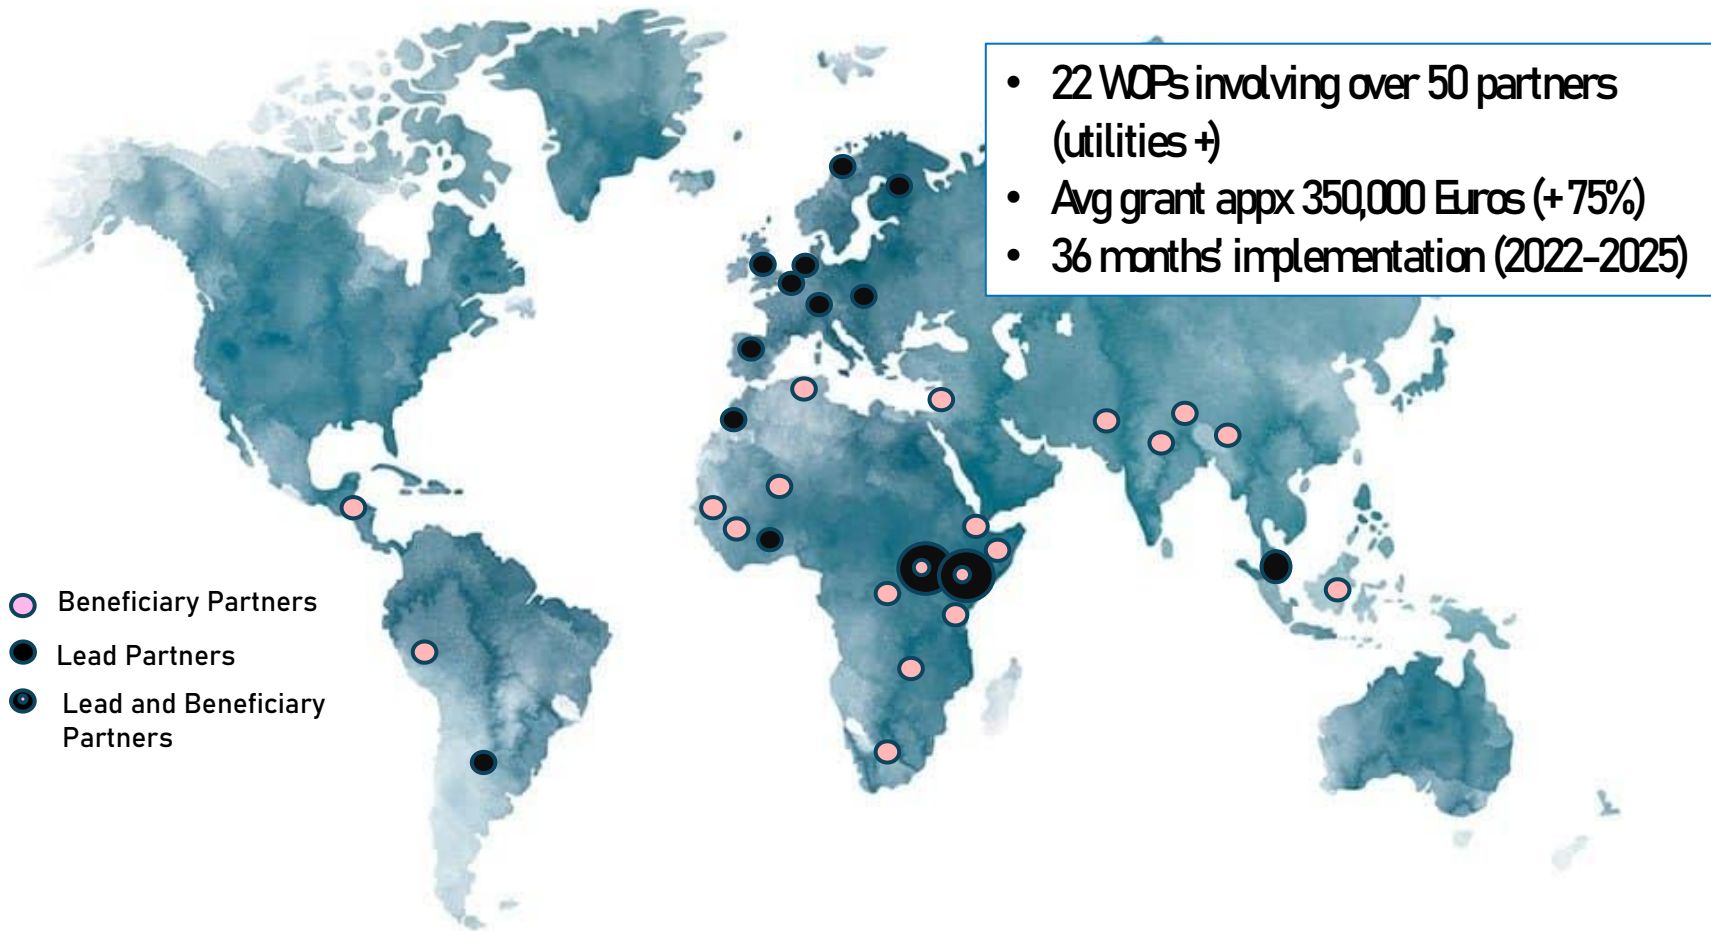 • 22 WOPs involving over 50 partners
(utilities +)
• Avg grant appx 350,000 Euros (+ 75%)
• 36 months' implementation (2022-2025)
Beneficiary Partners
Lead Partners
Lead and Beneficiary
Partners